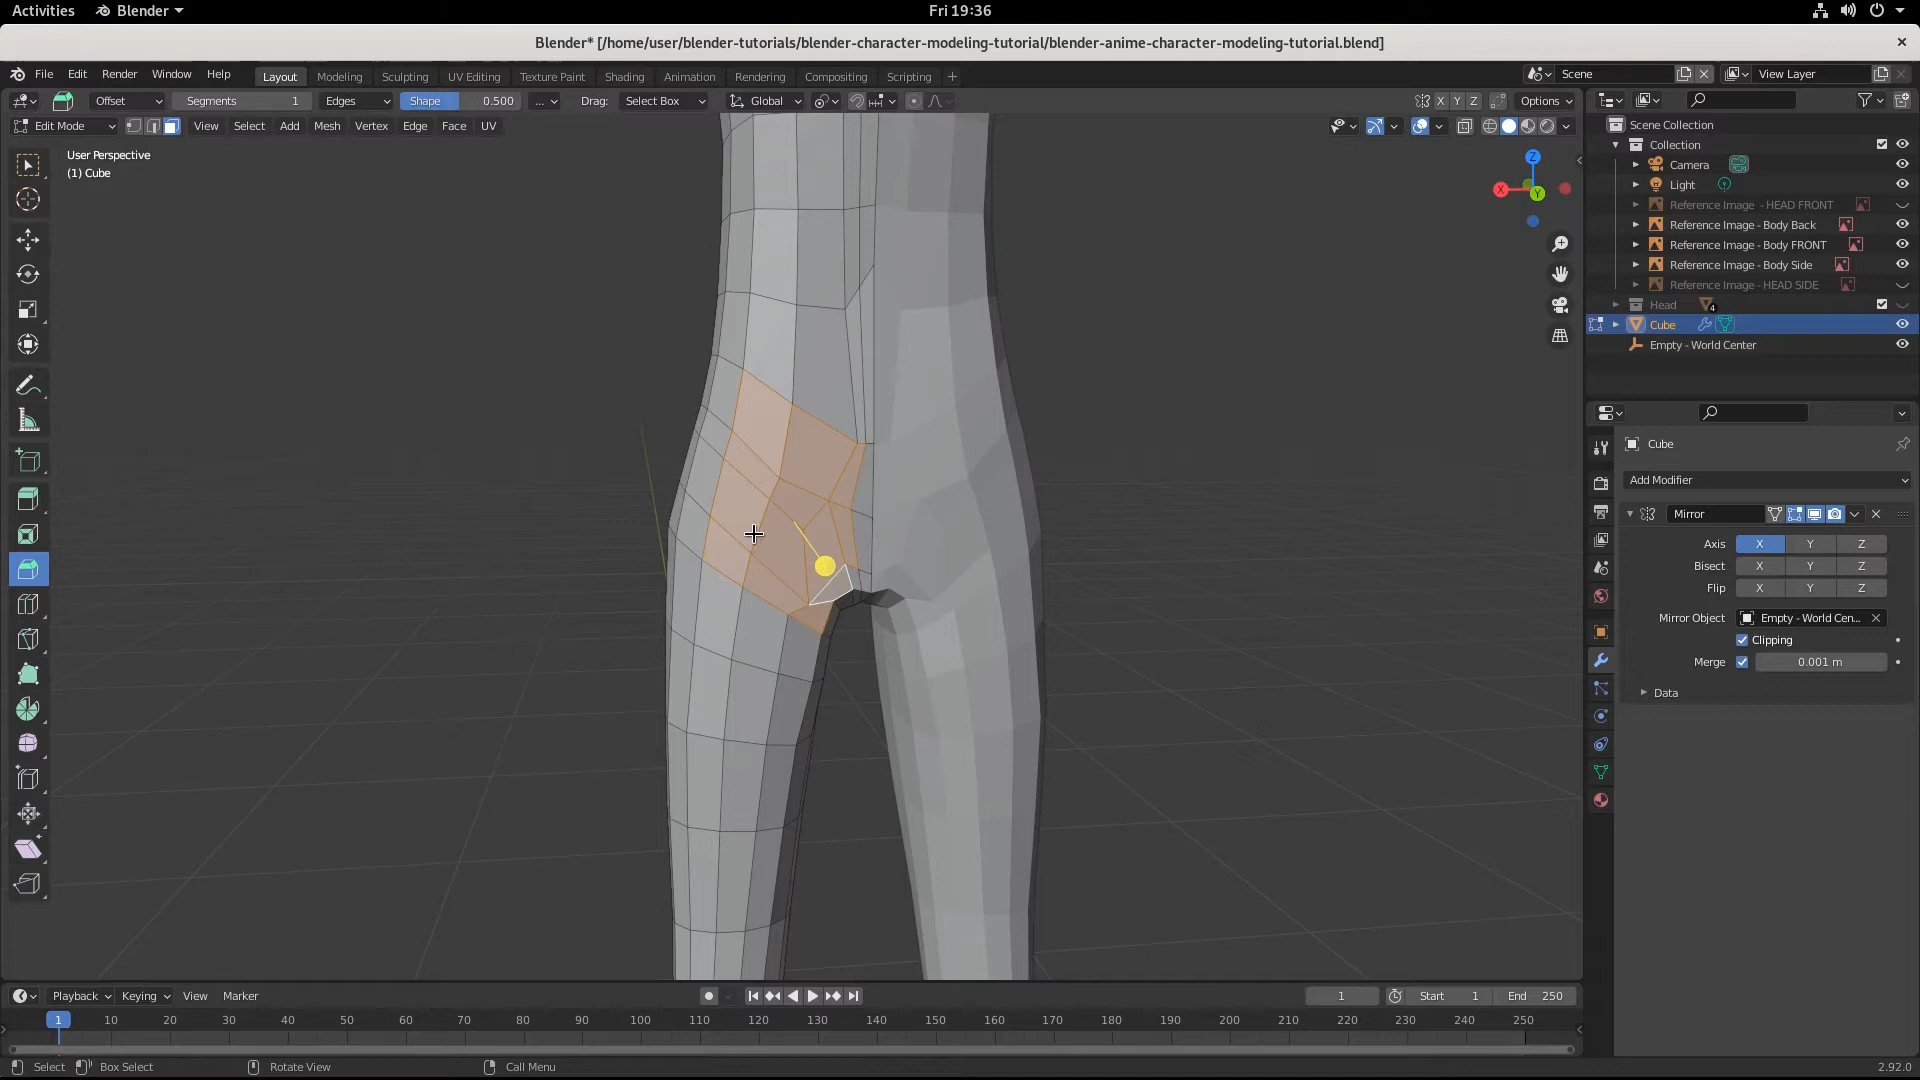 Activities Blender Fri 19:36
Blender* [/home/user/blender-tutorials/blender-character-modeling-tutorial/blender-anime-character-modeling-tutorial.blend]
File Edit Render Window Help Layout Modeling Sculpting UV Editing Texture Paint Shading Animation Rendering Compositing Scripting + Scene View Layer
Offset Segments 1 Edges Shape 0.500 ... Drag: Select Box Global X Y Z Options
Edit Mode View Select Add Mesh Vertex Edge Face UV
User Perspective
(1) Cube
Z
X
Y
Scene Collection
Collection
Camera
Light
Reference Image - HEAD FRONT
Reference Image - Body Back
Reference Image - Body FRONT
Reference Image - Body Side
Reference Image - HEAD SIDE
Head 4
Cube
Empty - World Center
Cube
Add Modifier
Mirror
Axis X Y Z
Bisect X Y Z
Flip X Y Z
Mirror Object Empty - World Cen...
Clipping
Merge 0.001 m
Data
Playback Keying View Marker 1 Start 1 End 250
1 10 20 30 40 50 60 70 80 90 100 110 120 130 140 150 160 170 180 190 200 210 220 230 240 250
Select Box Select Rotate View Call Menu 2.92.0